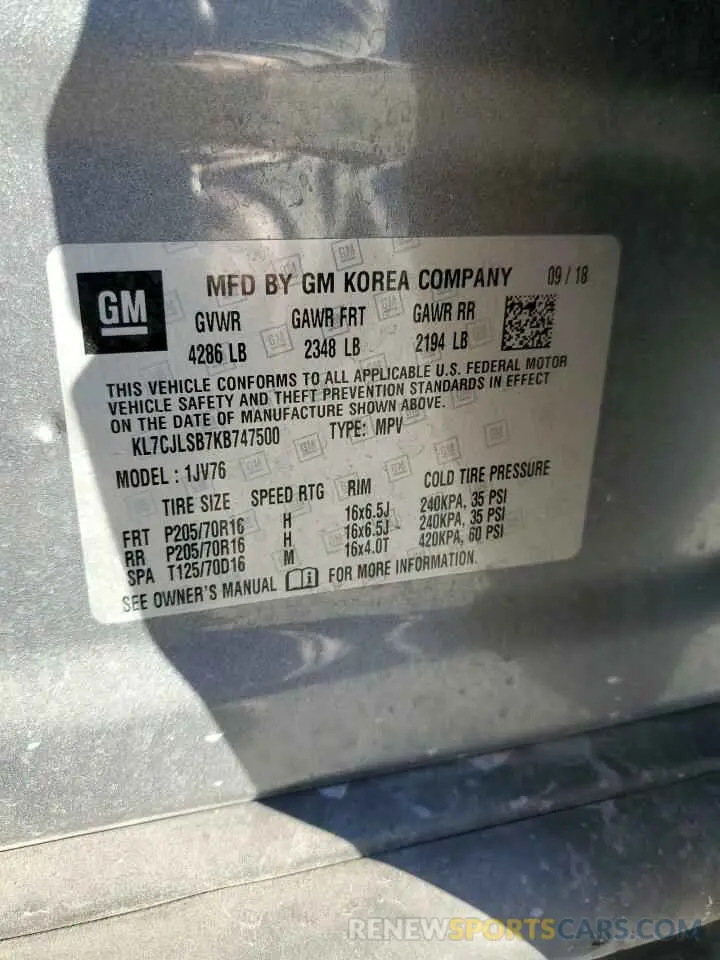 GM
MFD BY GM KOREA COMPANY 09 / 18
GVWR GAWR FRT GAWR RR
4286 LB 2348 LB 2194 LB
THIS VEHICLE CONFORMS TO ALL APPLICABLE U.S. FEDERAL MOTOR
VEHICLE SAFETY AND THEFT PREVENTION STANDARDS IN EFFECT
ON THE DATE OF MANUFACTURE SHOWN ABOVE.
KL7CJLSB7KB747500 TYPE: MPV
MODEL : 1JV76
TIRE SIZE SPEED RTG RIM COLD TIRE PRESSURE
FRT P205/70R16 H 16x6.5J 240KPA, 35 PSI
RR P205/70R16 H 16x6.5J 240KPA, 35 PSI
SPA T125/70D16 M 16x4.0T 420KPA, 60 PSI
SEE OWNER'S MANUAL FOR MORE INFORMATION.
RENEWSPORTSCARS.COM